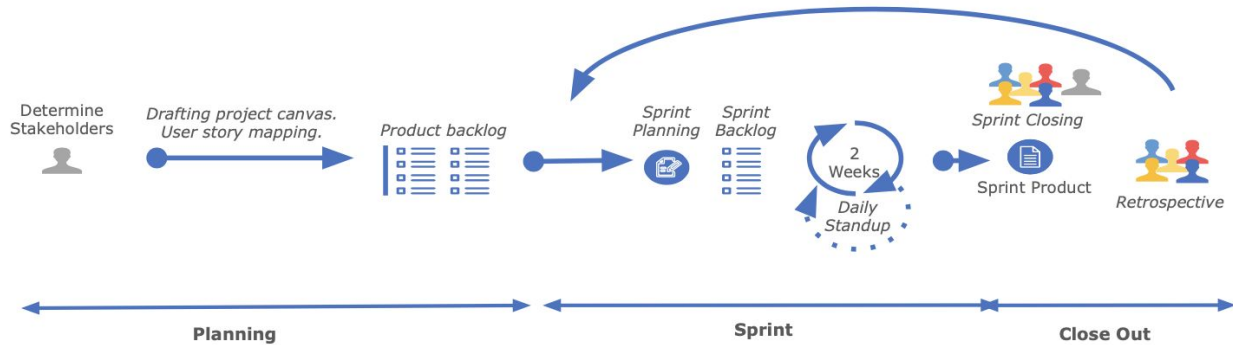 Determine
Stakeholders
Drafting project canvas.
User story mapping.
Product backlog
Sprint
Planning
Sprint
Backlog
2
Weeks
Daily
Standup
Sprint Closing
Sprint Product
Retrospective
Planning
Sprint
Close Out